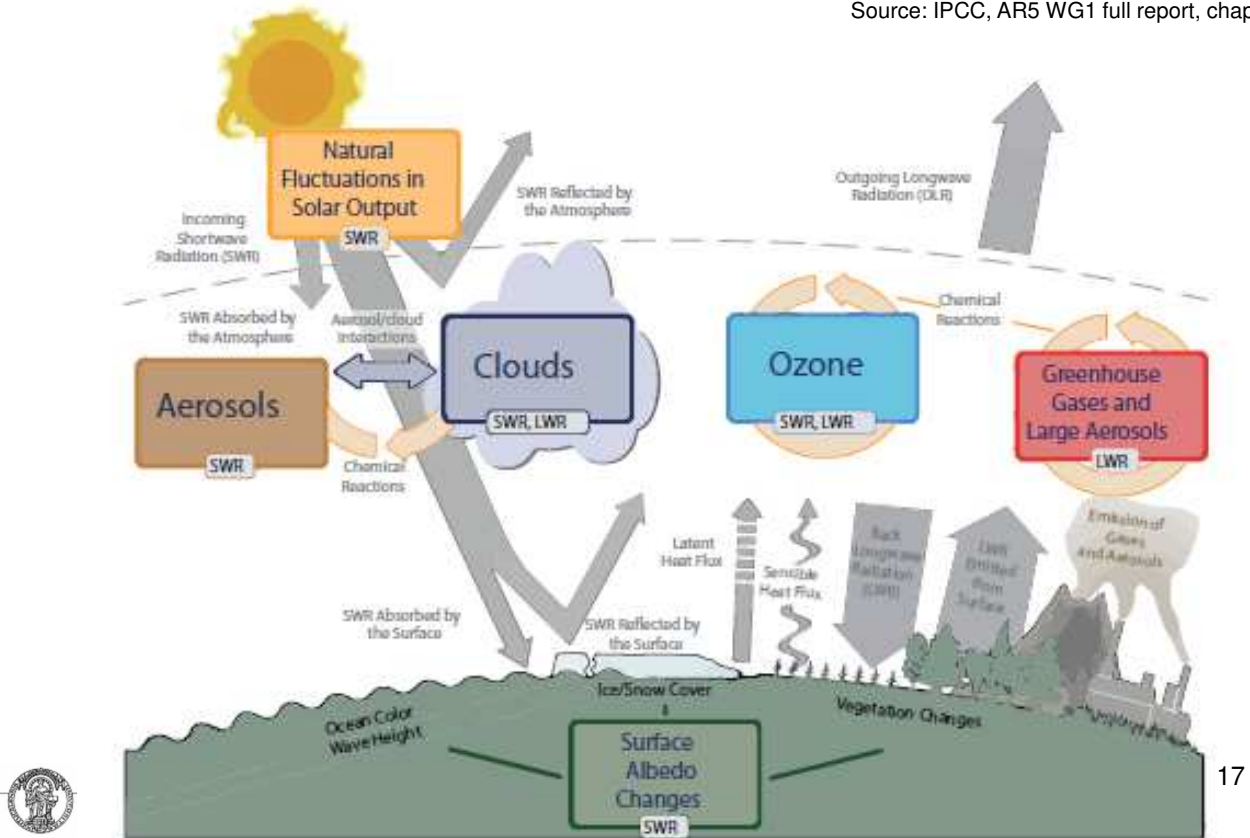 Source: IPCC, AR5 WG1 full report, chap
Natural
Fluctuations in
Solar Output
SWR
Incoming
Shortwave
Radiation (SWR)
SWR Reflected by
the Atmosphere
Outgoing Longwave
Radiation (OLR)
SWR Absorbed by
the Atmosphere
Aerosol/cloud
Interactions
Chemical
Reactions
Aerosols
SWR
Clouds
SWR, LWR
Ozone
SWR, LWR
Greenhouse
Gases and
Large Aerosols
LWR
Chemical
Reactions
Latent
Heat Flux
Sensible
Heat Flux
Back
Longwave
Radiation
LWR
Emitted
from
Surface
Emission of
Gases
and Aerosols
SWR Absorbed by
the Surface
SWR Reflected by
the Surface
Ice/Snow Cover
Ocean Color
Wave Height
Vegetation Changes
Surface
Albedo
Changes
SWR
17